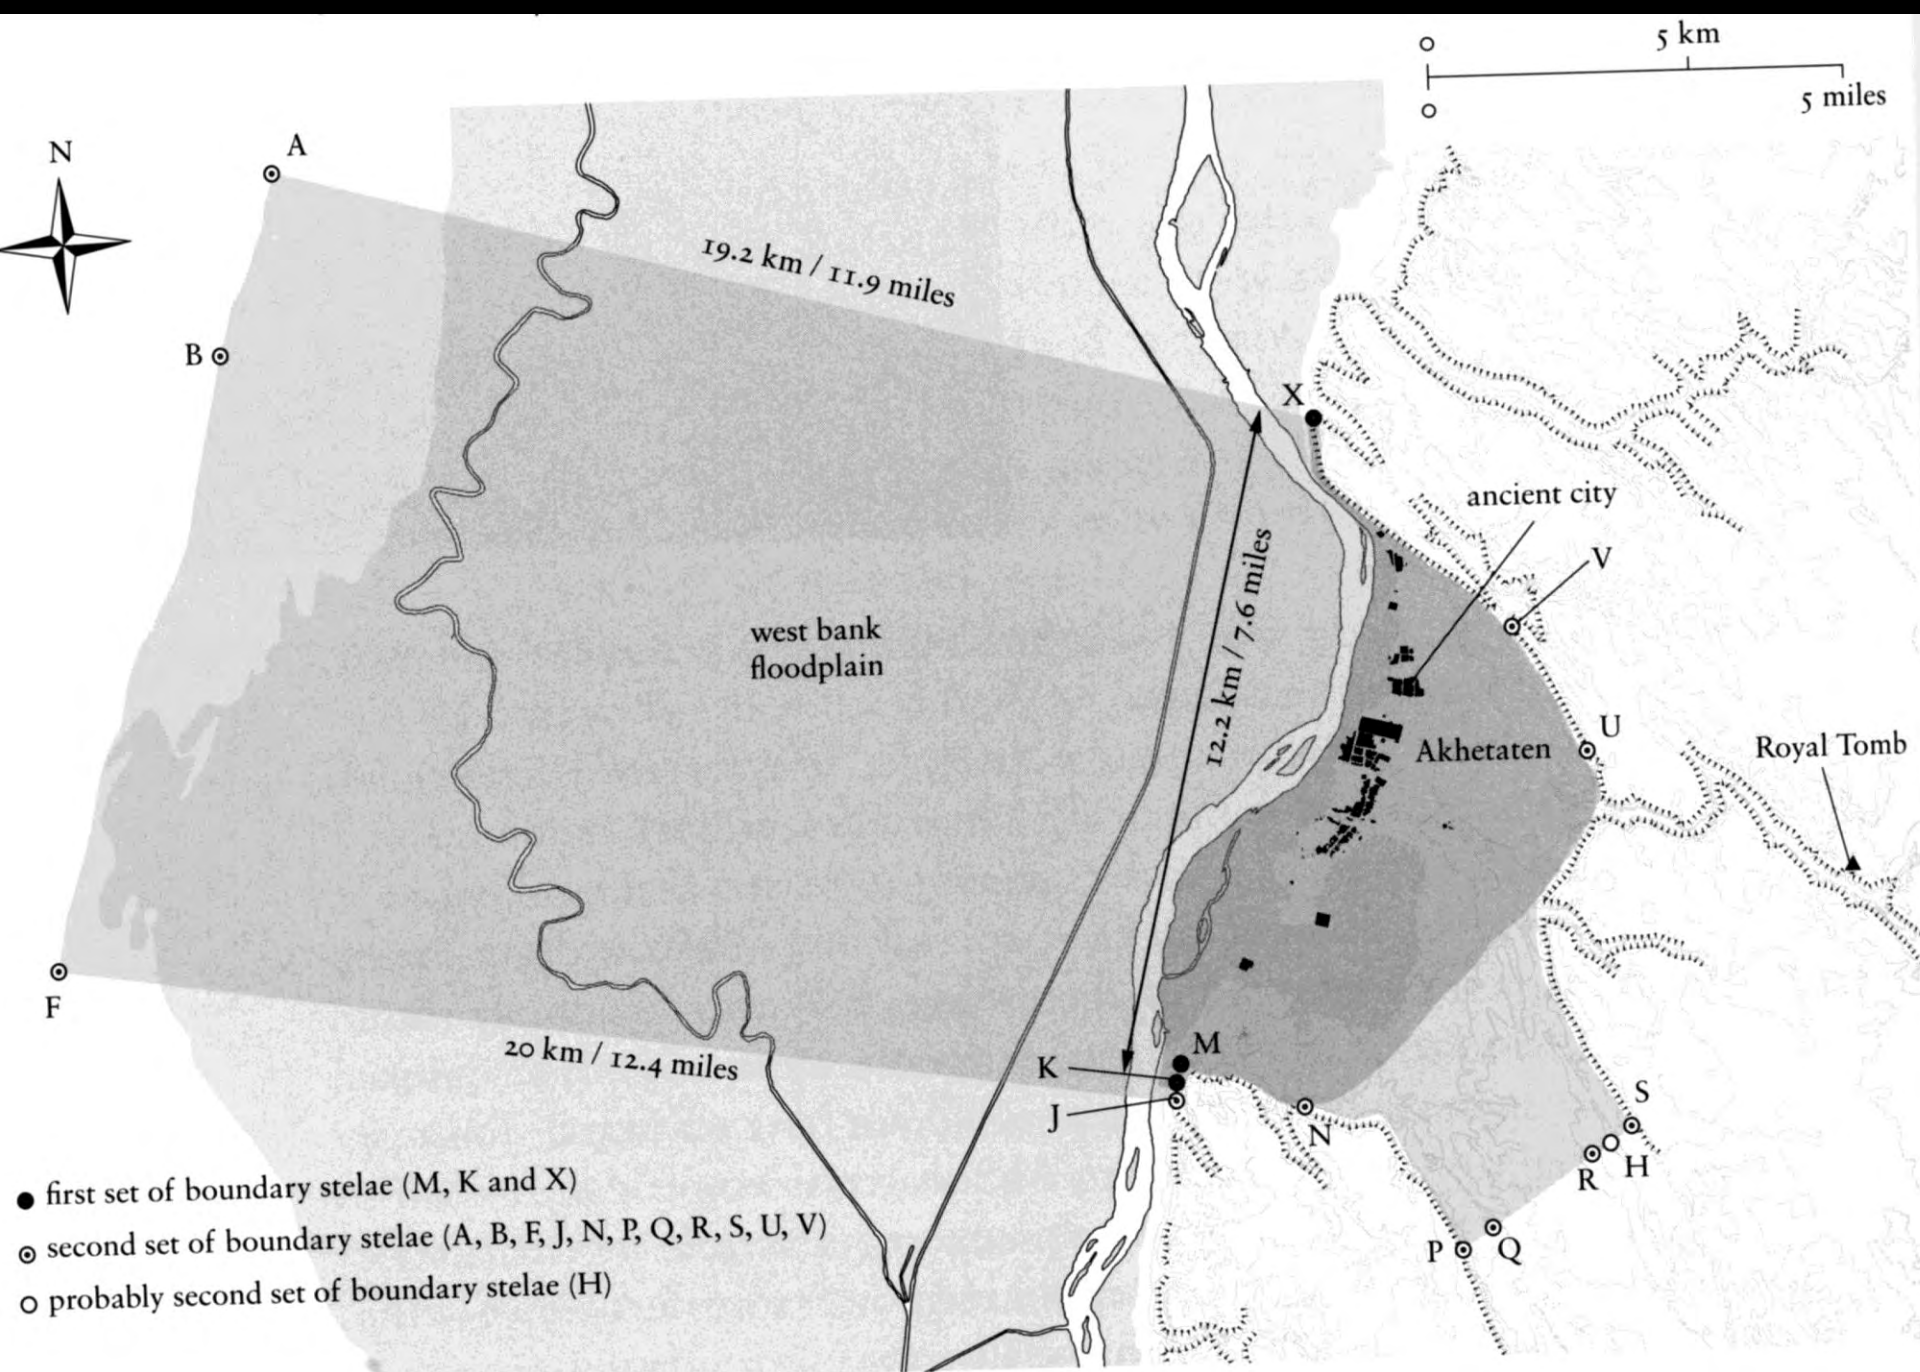 0
5 km
0
5 miles
N
A
19.2 km / 11.9 miles
B
X
ancient city
V
12.2 km / 7.6 miles
west bank
floodplain
U
Akhetaten
Royal Tomb
F
20 km / 12.4 miles
M
K
J
N
S
H
R
P
Q
first set of boundary stelae (M, K and X)
second set of boundary stelae (A, B, F, J, N, P, Q, R, S, U, V)
probably second set of boundary stelae (H)